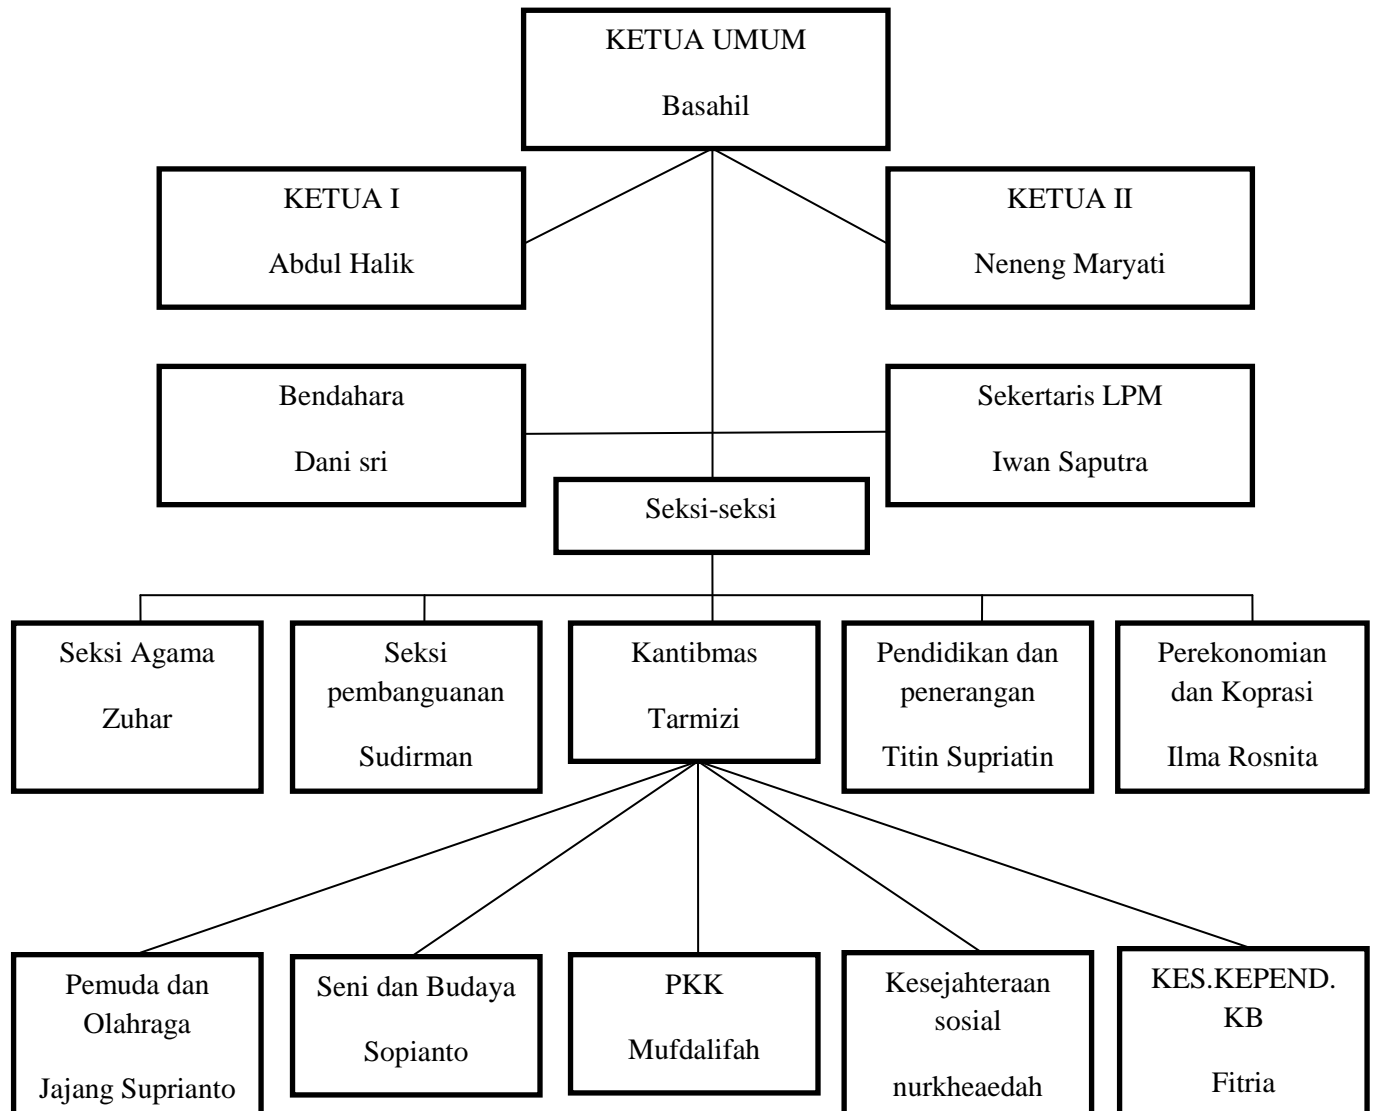 KETUA UMUM
Basahil
KETUA I
Abdul Halik
KETUA II
Neneng Maryati
Bendahara
Dani sri
Sekertaris LPM
Iwan Saputra
Seksi-seksi
Seksi Agama
Zuhar
Seksi
pembanguanan
Sudirman
Kantibmas
Tarmizi
Pendidikan dan
penerangan
Titin Supriatin
Perekonomian
dan Koprasi
Ilma Rosnita
Pemuda dan
Olahraga
Jajang Suprianto
Seni dan Budaya
Sopianto
PKK
Mufdalifah
Kesejahteraan
sosial
nurkheaedah
KES.KEPEND.
KB
Fitria